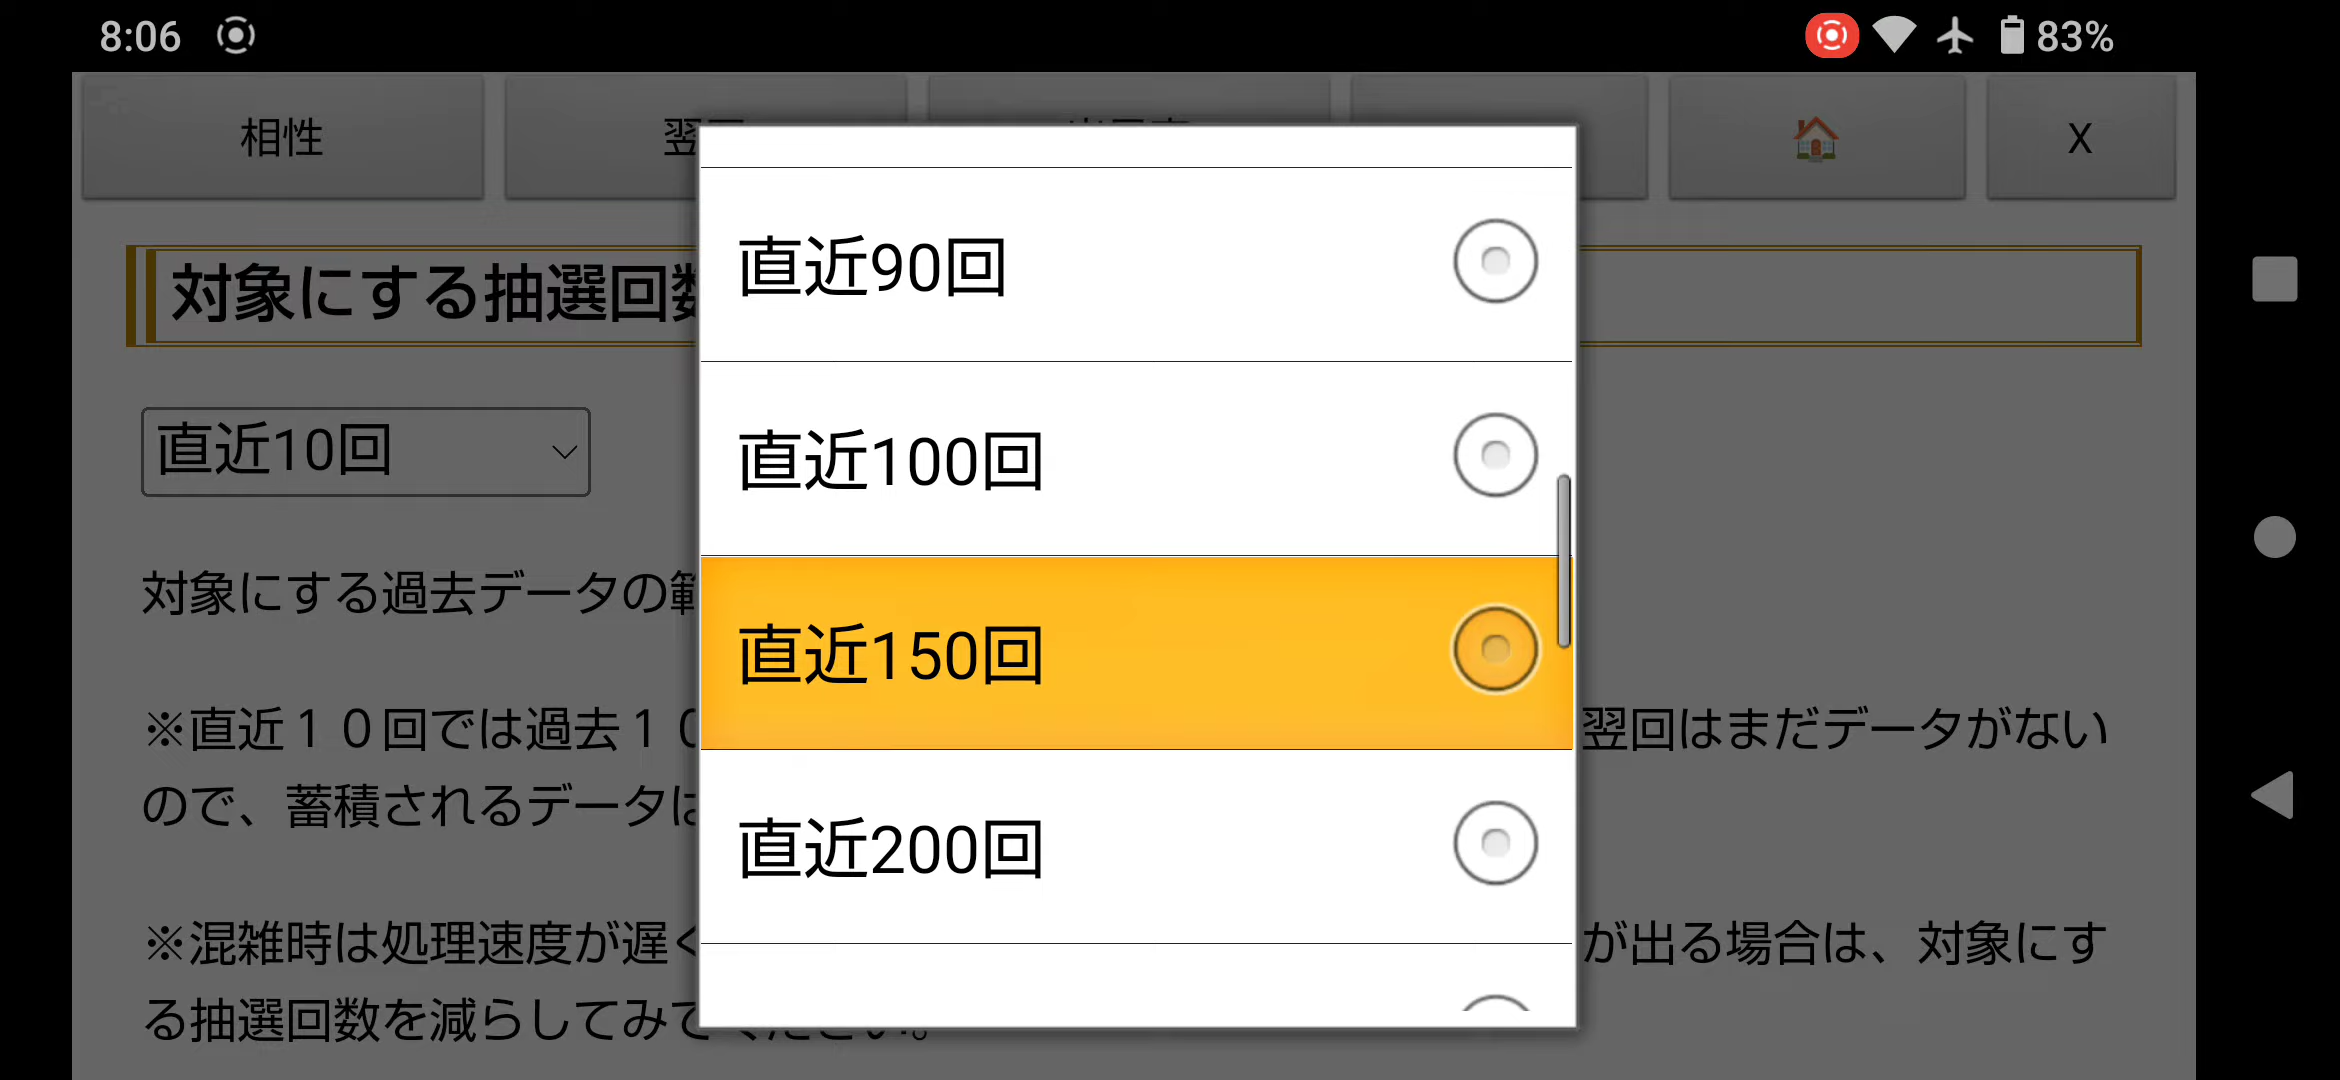 8:06
83%
相性
X
対象にする抽選回
直近10回
対象にする過去データの
※直近１０回では過去１
翌回はまだデータがない
ので、蓄積されるデータは
※混雑時は処理速度が遅く
が出る場合は、対象にす
る抽選回数を減らしてみて
直近90回
直近100回
直近150回
直近200回